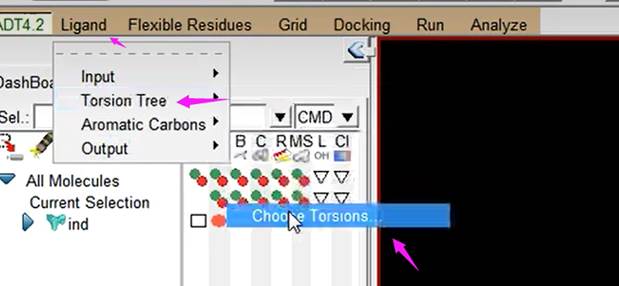 ADT4.2 Ligand Flexible Residues Grid Docking Run Analyze
Input
DashBoa
Torsion Tree
Sel.: CMD
Aromatic Carbons
B C R MS L Cl
Output
OH
All Molecules
Current Selection
Choose Torsions...
ind